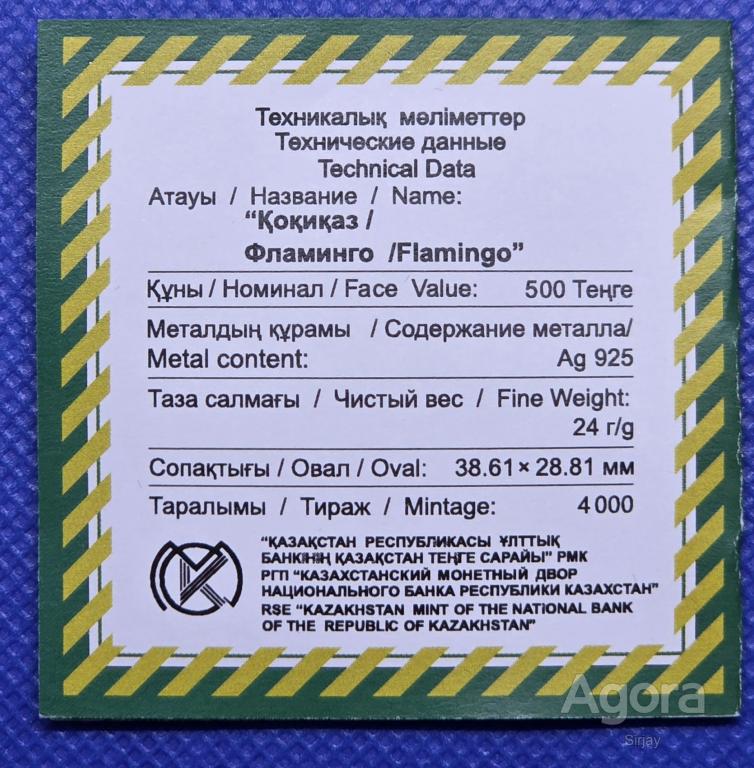 Техникалық мәліметтер
Технические данные
Technical Data
Атауы / Название / Name:
“Қоқиқаз /
Фламинго /Flamingo”
Құны / Номинал / Face Value: 500 Теңге
Металдың құрамы / Содержание металла/
Metal content: Ag 925
Таза салмағы / Чистый вес / Fine Weight:
24 г/g
Сопақтығы / Овал / Oval: 38.61 × 28.81 мм
Таралымы / Тираж / Mintage: 4 000
“ҚАЗАҚСТАН РЕСПУБЛИКАСЫ ҰЛТТЫҚ
БАНКІНІҢ ҚАЗАҚСТАН ТЕҢГЕ САРАЙЫ” РМК
РГП “КАЗАХСТАНСКИЙ МОНЕТНЫЙ ДВОР
НАЦИОНАЛЬНОГО БАНКА РЕСПУБЛИКИ КАЗАХСТАН”
RSE “KAZAKHSTAN MINT OF THE NATIONAL BANK
OF THE REPUBLIC OF KAZAKHSTAN”
Agora
Sirjay